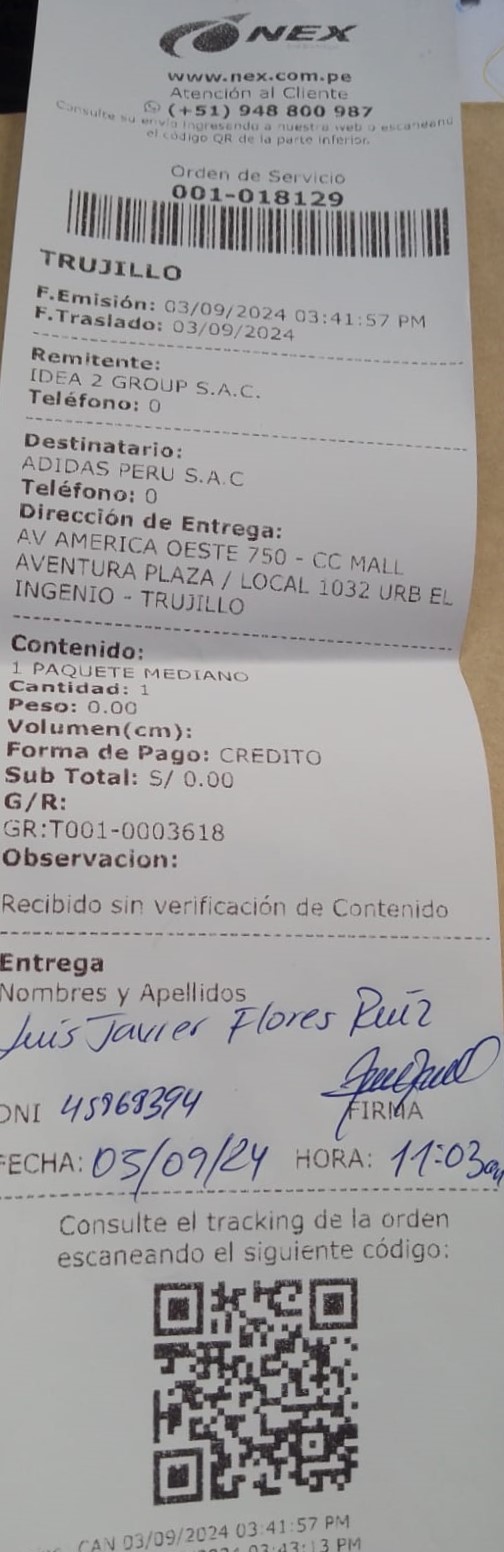 NEX
www.nex.com.pe
Atención al Cliente
(+51) 948 800 987
Consulte su envío ingresando a nuestra web o escaneand
el código QR de la parte inferior.
Orden de Servicio
001-018129
TRUJILLO
F.Emisión: 03/09/2024 03:41:57 PM
F.Traslado: 03/09/2024
Remitente:
IDEA 2 GROUP S.A.C.
Teléfono: 0
Destinatario:
ADIDAS PERU S.A.C
Teléfono: 0
Dirección de Entrega:
AV AMERICA OESTE 750 - CC MALL
AVENTURA PLAZA / LOCAL 1032 URB EL
INGENIO - TRUJILLO
Contenido:
1 PAQUETE MEDIANO
Cantidad: 1
Peso: 0.00
Volumen(cm):
Forma de Pago: CREDITO
Sub Total: S/ 0.00
G/R:
GR:T001-0003618
Observacion:
Recibido sin verificación de Contenido
Entrega
Nombres y Apellidos
Luis Javier Flores Ruiz
DNI 45968394
FIRMA
FECHA: 05/09/24 HORA: 11:03am
Consulte el tracking de la orden
escaneando el siguiente código:
CAN 03/09/2024 03:41:57 PM
03:43:13 PM